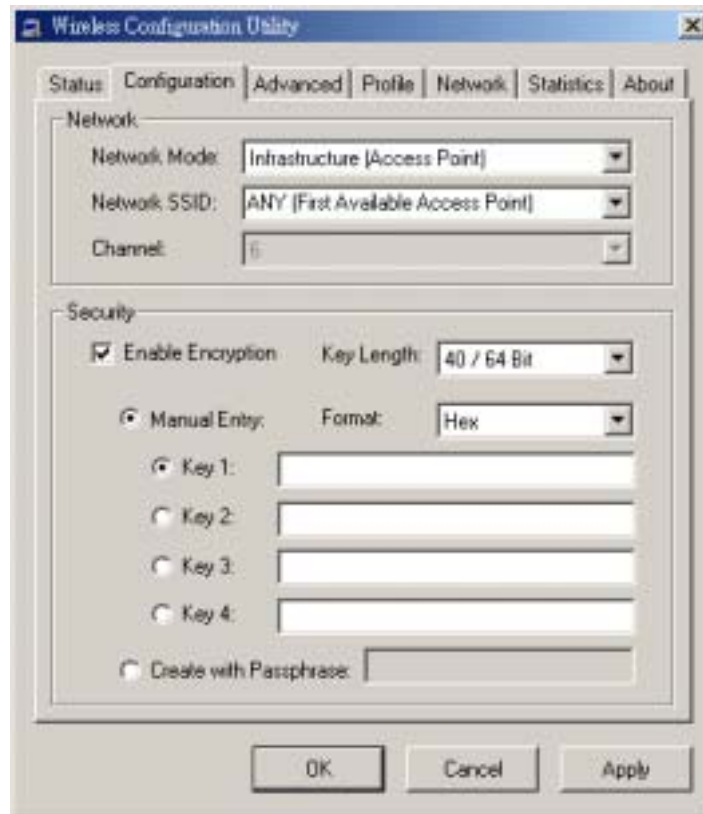 Wireless Configuration Utility
Status Configuration Advanced Profile Network Statistics About
Network
Network Mode: Infrastructure (Access Point)
Network SSID: ANY (First Available Access Point)
Channel: 6
Security
Enable Encryption Key Length: 40 / 64 Bit
Manual Entry: Format: Hex
Key 1:
Key 2:
Key 3:
Key 4:
Create with Passphrase:
OK Cancel Apply